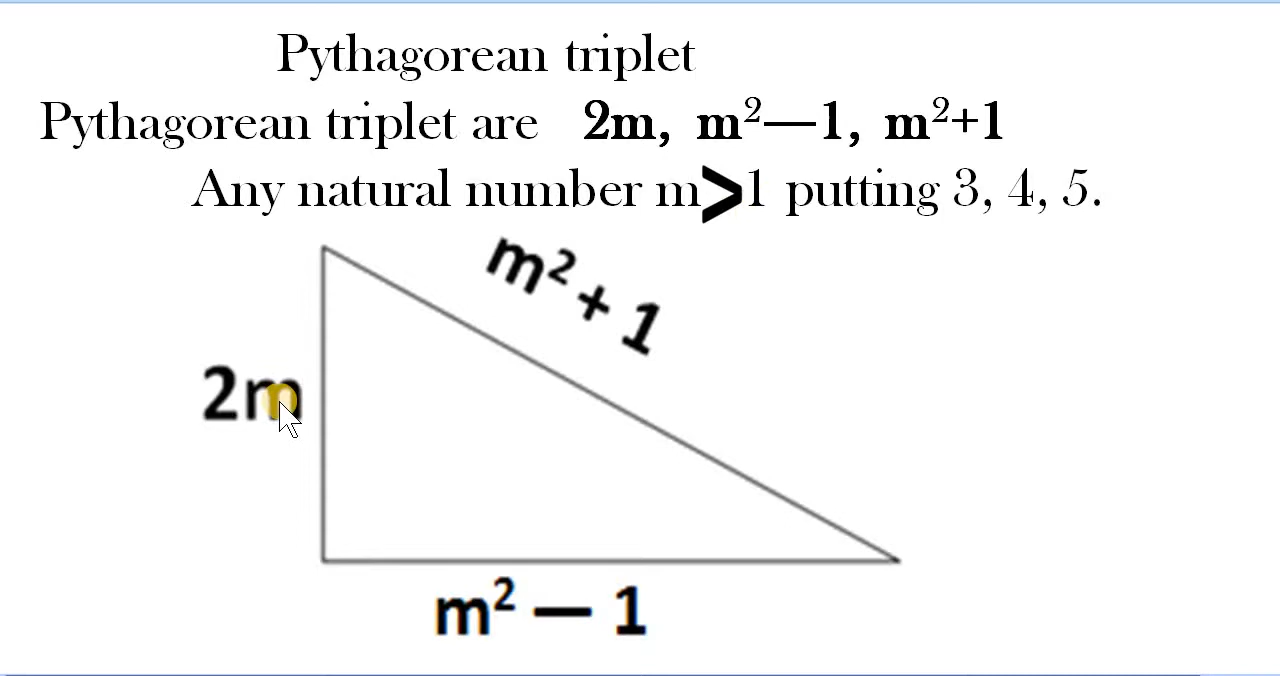 Pythagorean triplet
Pythagorean triplet are 2m, m²—1, m²+1
Any natural number m>1 putting 3, 4, 5.
m² + 1
2m
m² — 1